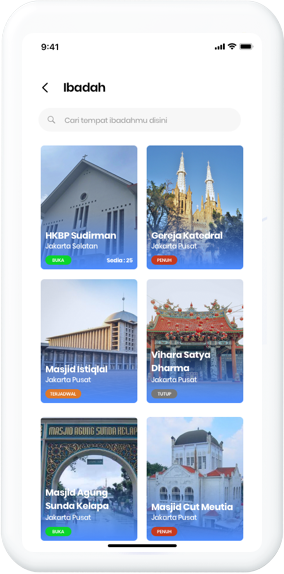 9:41
Ibadah
Cari tempat ibadahmu disini
HKBP Sudirman
Jakarta Selatan
BUKA
Sedia : 25
Gereja Katedral
Jakarta Pusat
PENUH
Masjid Istiqlal
Jakarta Pusat
TERJADWAL
Vihara Satya
Dharma
Jakarta Pusat
TUTUP
MASJID AGUNG SUNDA KELAPA
Masjid Agung
Sunda Kelapa
Jakarta Pusat
BUKA
Masjid Cut Meutia
Jakarta Pusat
PENUH